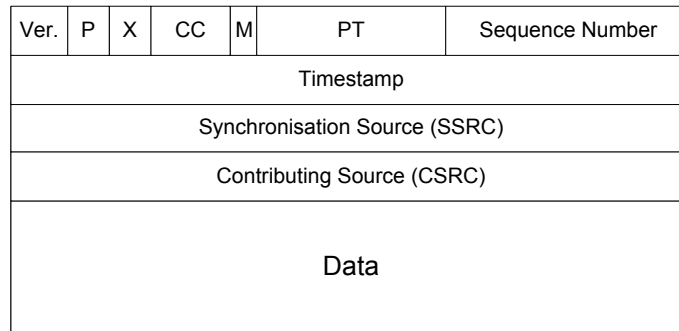 Ver. P X CC M PT Sequence Number
Timestamp
Synchronisation Source (SSRC)
Contributing Source (CSRC)
Data